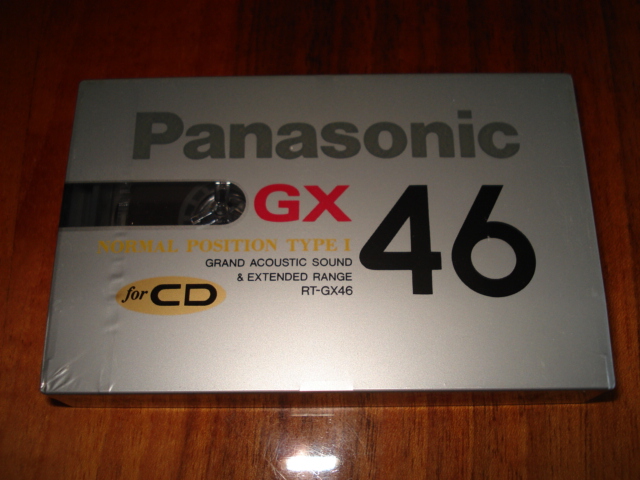 Panasonic
GX 46
NORMAL POSITION TYPE I
GRAND ACOUSTIC SOUND
& EXTENDED RANGE
RT-GX46
for CD